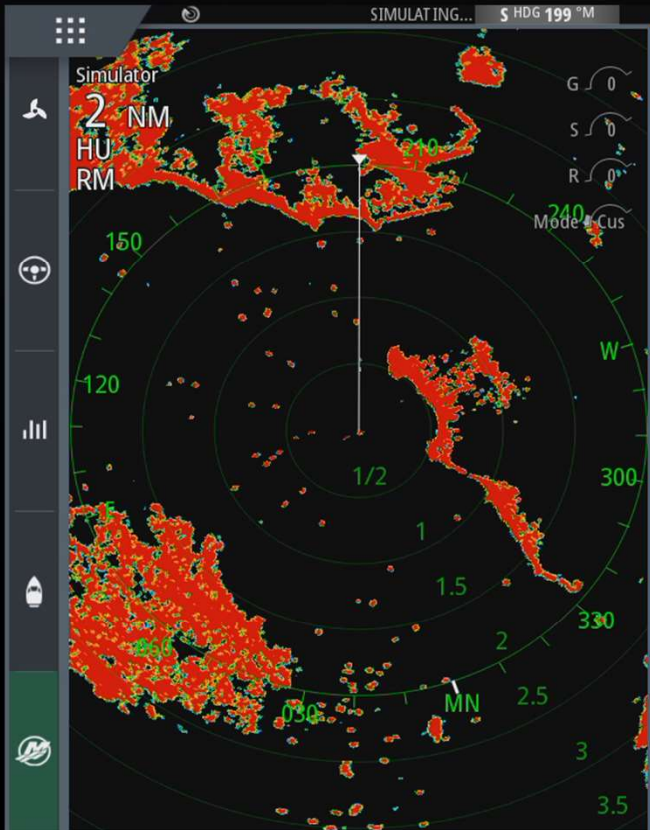 SIMULATING... S HDG 199 °M
Simulator
2 NM
HU
RM
G 0
S 0
R 0
Mode Cus
S
210
240
150
W
120
300
1/2
E
1
1.5
330
060
2
MN
2.5
030
3
3.5